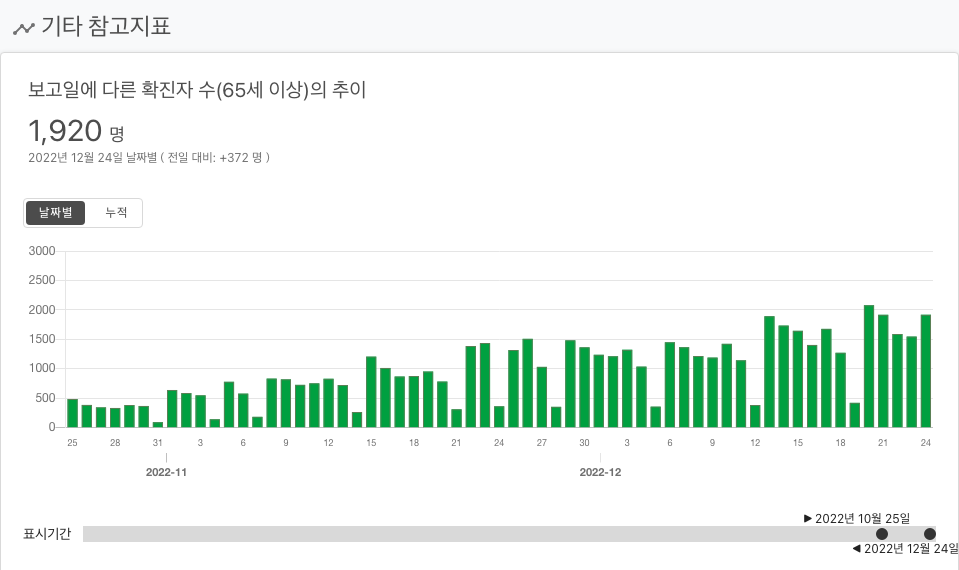 기타 참고지표
보고일에 다른 확진자 수(65세 이상)의 추이
1,920 명
2022년 12월 24일 날짜별 ( 전일 대비: +372 명 )
날짜별 누적
3000
2500
2000
1500
1000
500
0
25 28 31 3 6 9 12 15 18 21 24 27 30 3 6 9 12 15 18 21 24
2022-11 2022-12
▶ 2022년 10월 25일
표시기간
◀ 2022년 12월 24일